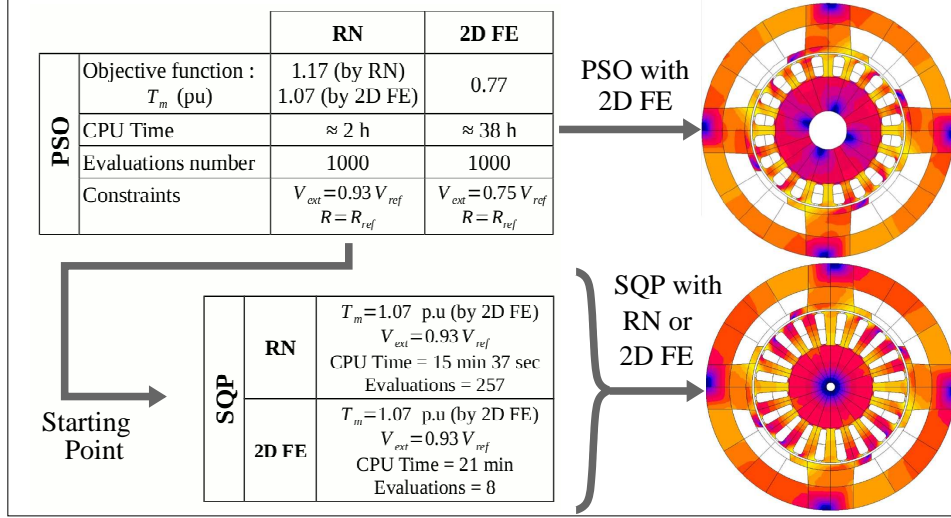 RN 2D FE
PSO
Objective function : 1.17 (by RN) 0.77
T_m (pu) 1.07 (by 2D FE)
CPU Time ≈ 2 h ≈ 38 h
Evaluations number 1000 1000
Constraints V_ext=0.93 V_ref V_ext=0.75 V_ref
R=R_ref R=R_ref
PSO with
2D FE
Starting
Point
SQP
RN
T_m=1.07 p.u (by 2D FE)
V_ext=0.93 V_ref
CPU Time = 15 min 37 sec
Evaluations = 257
2D FE
T_m=1.07 p.u (by 2D FE)
V_ext=0.93 V_ref
CPU Time = 21 min
Evaluations = 8
SQP with
RN or
2D FE